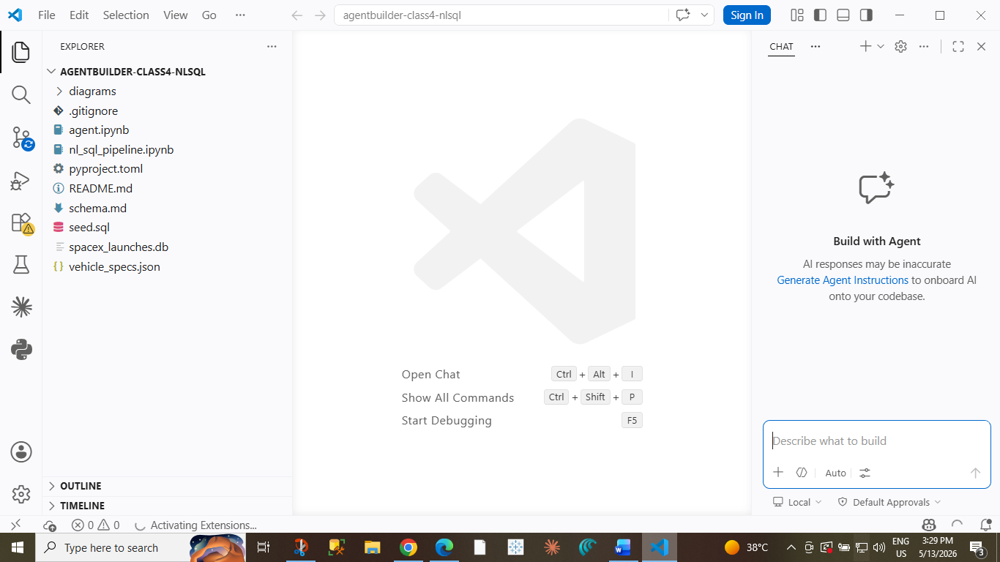 File Edit Selection View Go ···
agentbuilder-class4-nlsql
Sign In
EXPLORER
AGENTBUILDER-CLASS4-NLSQL
diagrams
.gitignore
agent.ipynb
nl_sql_pipeline.ipynb
pyproject.toml
README.md
schema.md
seed.sql
spacex_launches.db
{} vehicle_specs.json
OUTLINE
TIMELINE
Open Chat Ctrl + Alt + I
Show All Commands Ctrl + Shift + P
Start Debugging F5
CHAT
Build with Agent
AI responses may be inaccurate
Generate Agent Instructions to onboard AI
onto your codebase.
Describe what to build
Auto
Local Default Approvals
0 0 Activating Extensions...
Type here to search
38°C
ENG
US
3:29 PM
5/13/2026
3